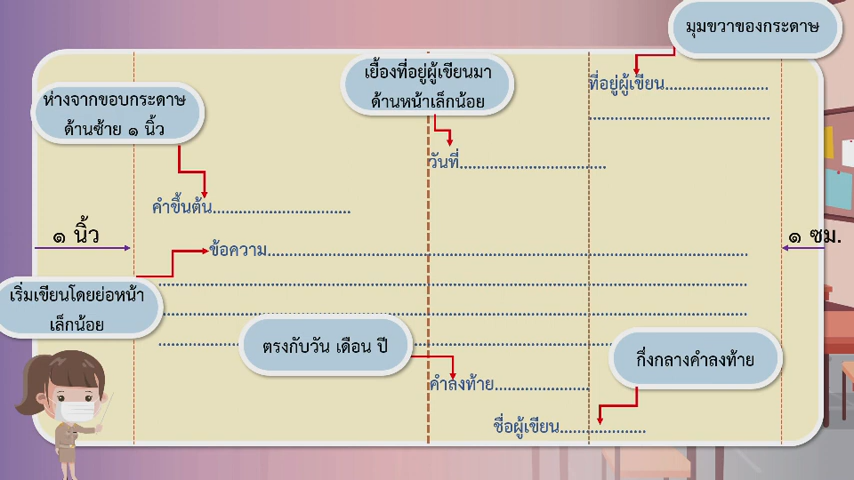 มุมขวาของกระดาษ
เยื้องที่อยู่ผู้เขียนมา
ด้านหน้าเล็กน้อย
ที่อยู่ผู้เขียน
ห่างจากขอบกระดาษ
ด้านซ้าย ๑ นิ้ว
วันที่
คำขึ้นต้น
๑ นิ้ว
๑ ซม.
ข้อความ
เริ่มเขียนโดยย่อหน้า
เล็กน้อย
ตรงกับวัน เดือน ปี
กึ่งกลางคำลงท้าย
คำลงท้าย
ชื่อผู้เขียน